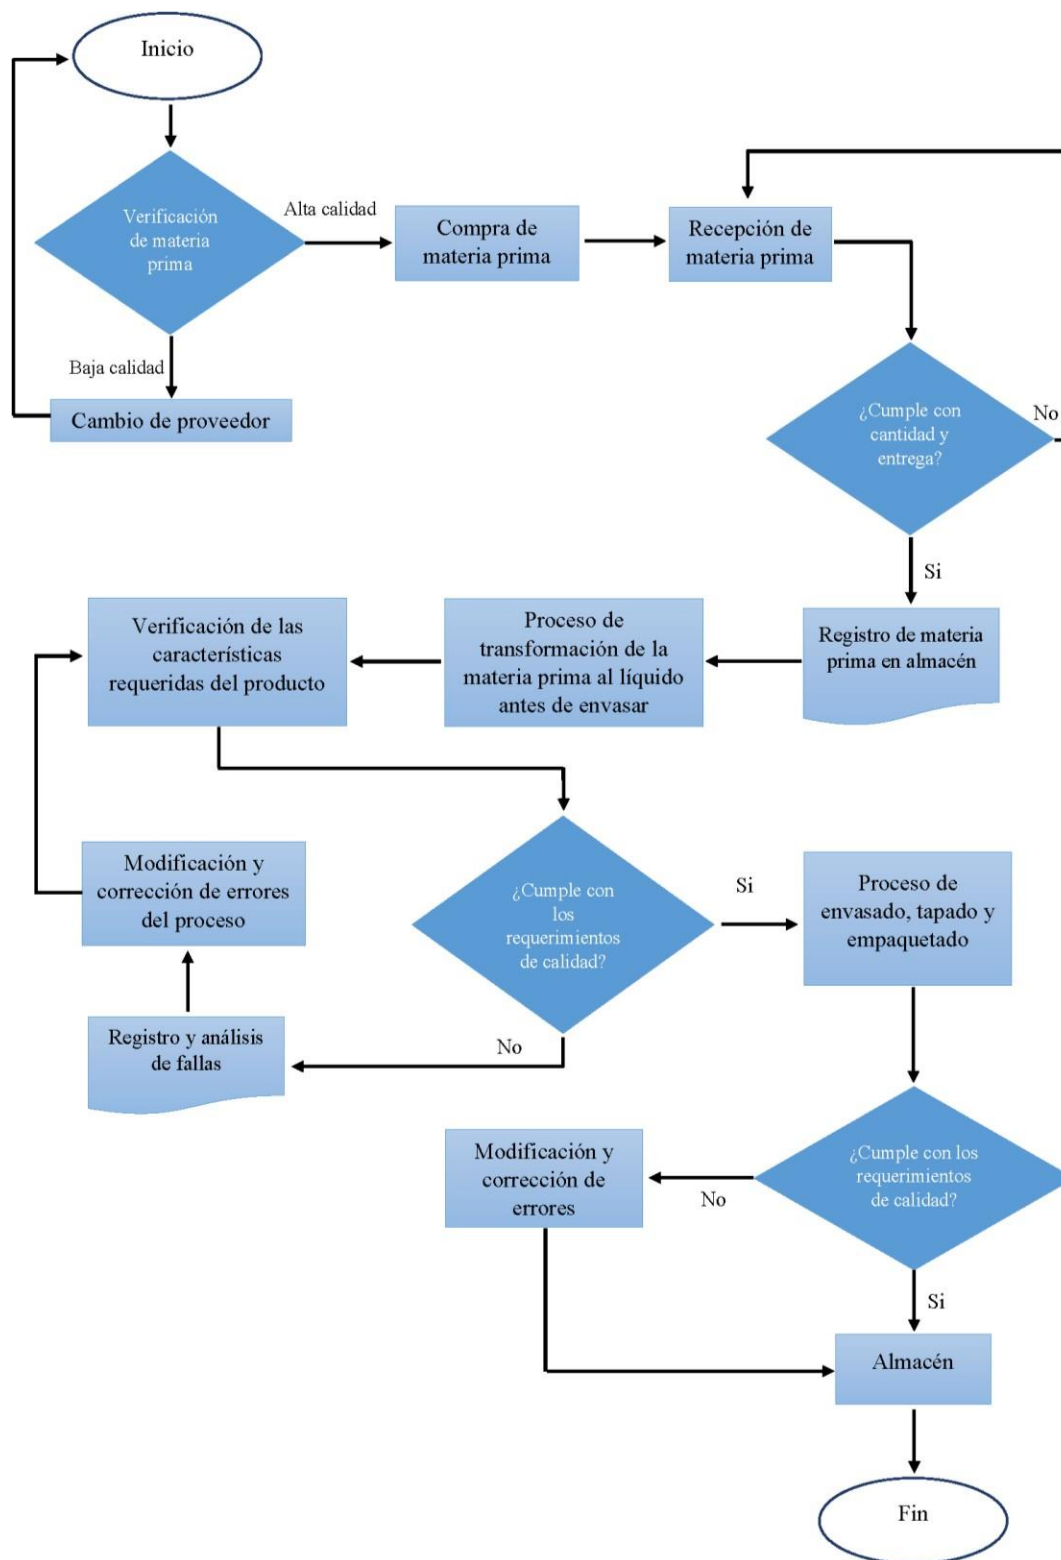 Inicio
Verificación
de materia
prima
Alta calidad
Compra de
materia prima
Recepción de
materia prima
Baja calidad
Cambio de proveedor
¿Cumple con
cantidad y
entrega?
No
Si
Registro de materia
prima en almacén
Proceso de
transformación de la
materia prima al líquido
antes de envasar
Verificación de las
características
requeridas del producto
¿Cumple con
los
requerimientos
de calidad?
Si
Proceso de
envasado, tapado y
empaquetado
No
Registro y análisis
de fallas
Modificación y
corrección de errores
del proceso
¿Cumple con los
requerimientos
de calidad?
No
Modificación y
corrección de
errores
Si
Almacén
Fin